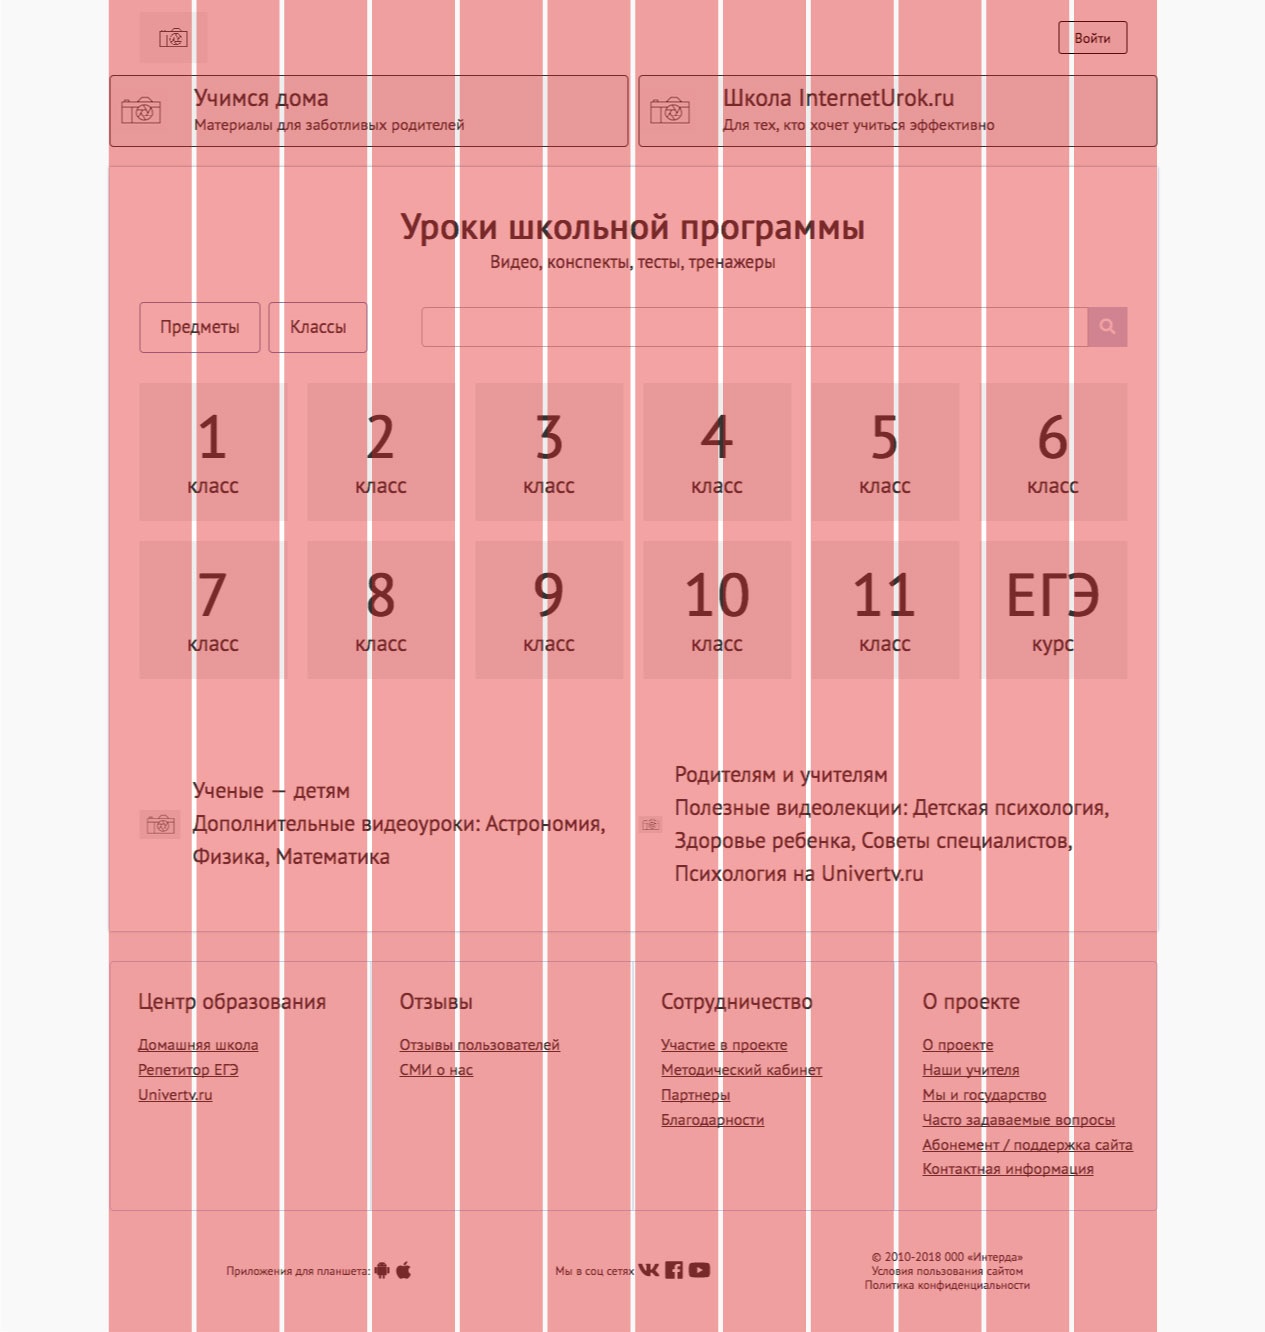 Войти
Учимся дома
Материалы для заботливых родителей
Школа InternetUrok.ru
Для тех, кто хочет учиться эффективно
Уроки школьной программы
Видео, конспекты, тесты, тренажеры
Предметы
Классы
1
класс
2
класс
3
класс
4
класс
5
класс
6
класс
7
класс
8
класс
9
класс
10
класс
11
класс
ЕГЭ
курс
Ученые — детям
Дополнительные видеоуроки: Астрономия,
Физика, Математика
Родителям и учителям
Полезные видеолекции: Детская психология,
Здоровье ребенка, Советы специалистов,
Психология на Univertv.ru
Центр образования
Домашняя школа
Репетитор ЕГЭ
Univertv.ru
Отзывы
Отзывы пользователей
СМИ о нас
Сотрудничество
Участие в проекте
Методический кабинет
Партнеры
Благодарности
О проекте
О проекте
Наши учителя
Мы и государство
Часто задаваемые вопросы
Абонемент / поддержка сайта
Контактная информация
Приложения для планшета:
Мы в соц сетях
© 2010-2018 ООО «Интерда»
Условия пользования сайтом
Политика конфиденциальности